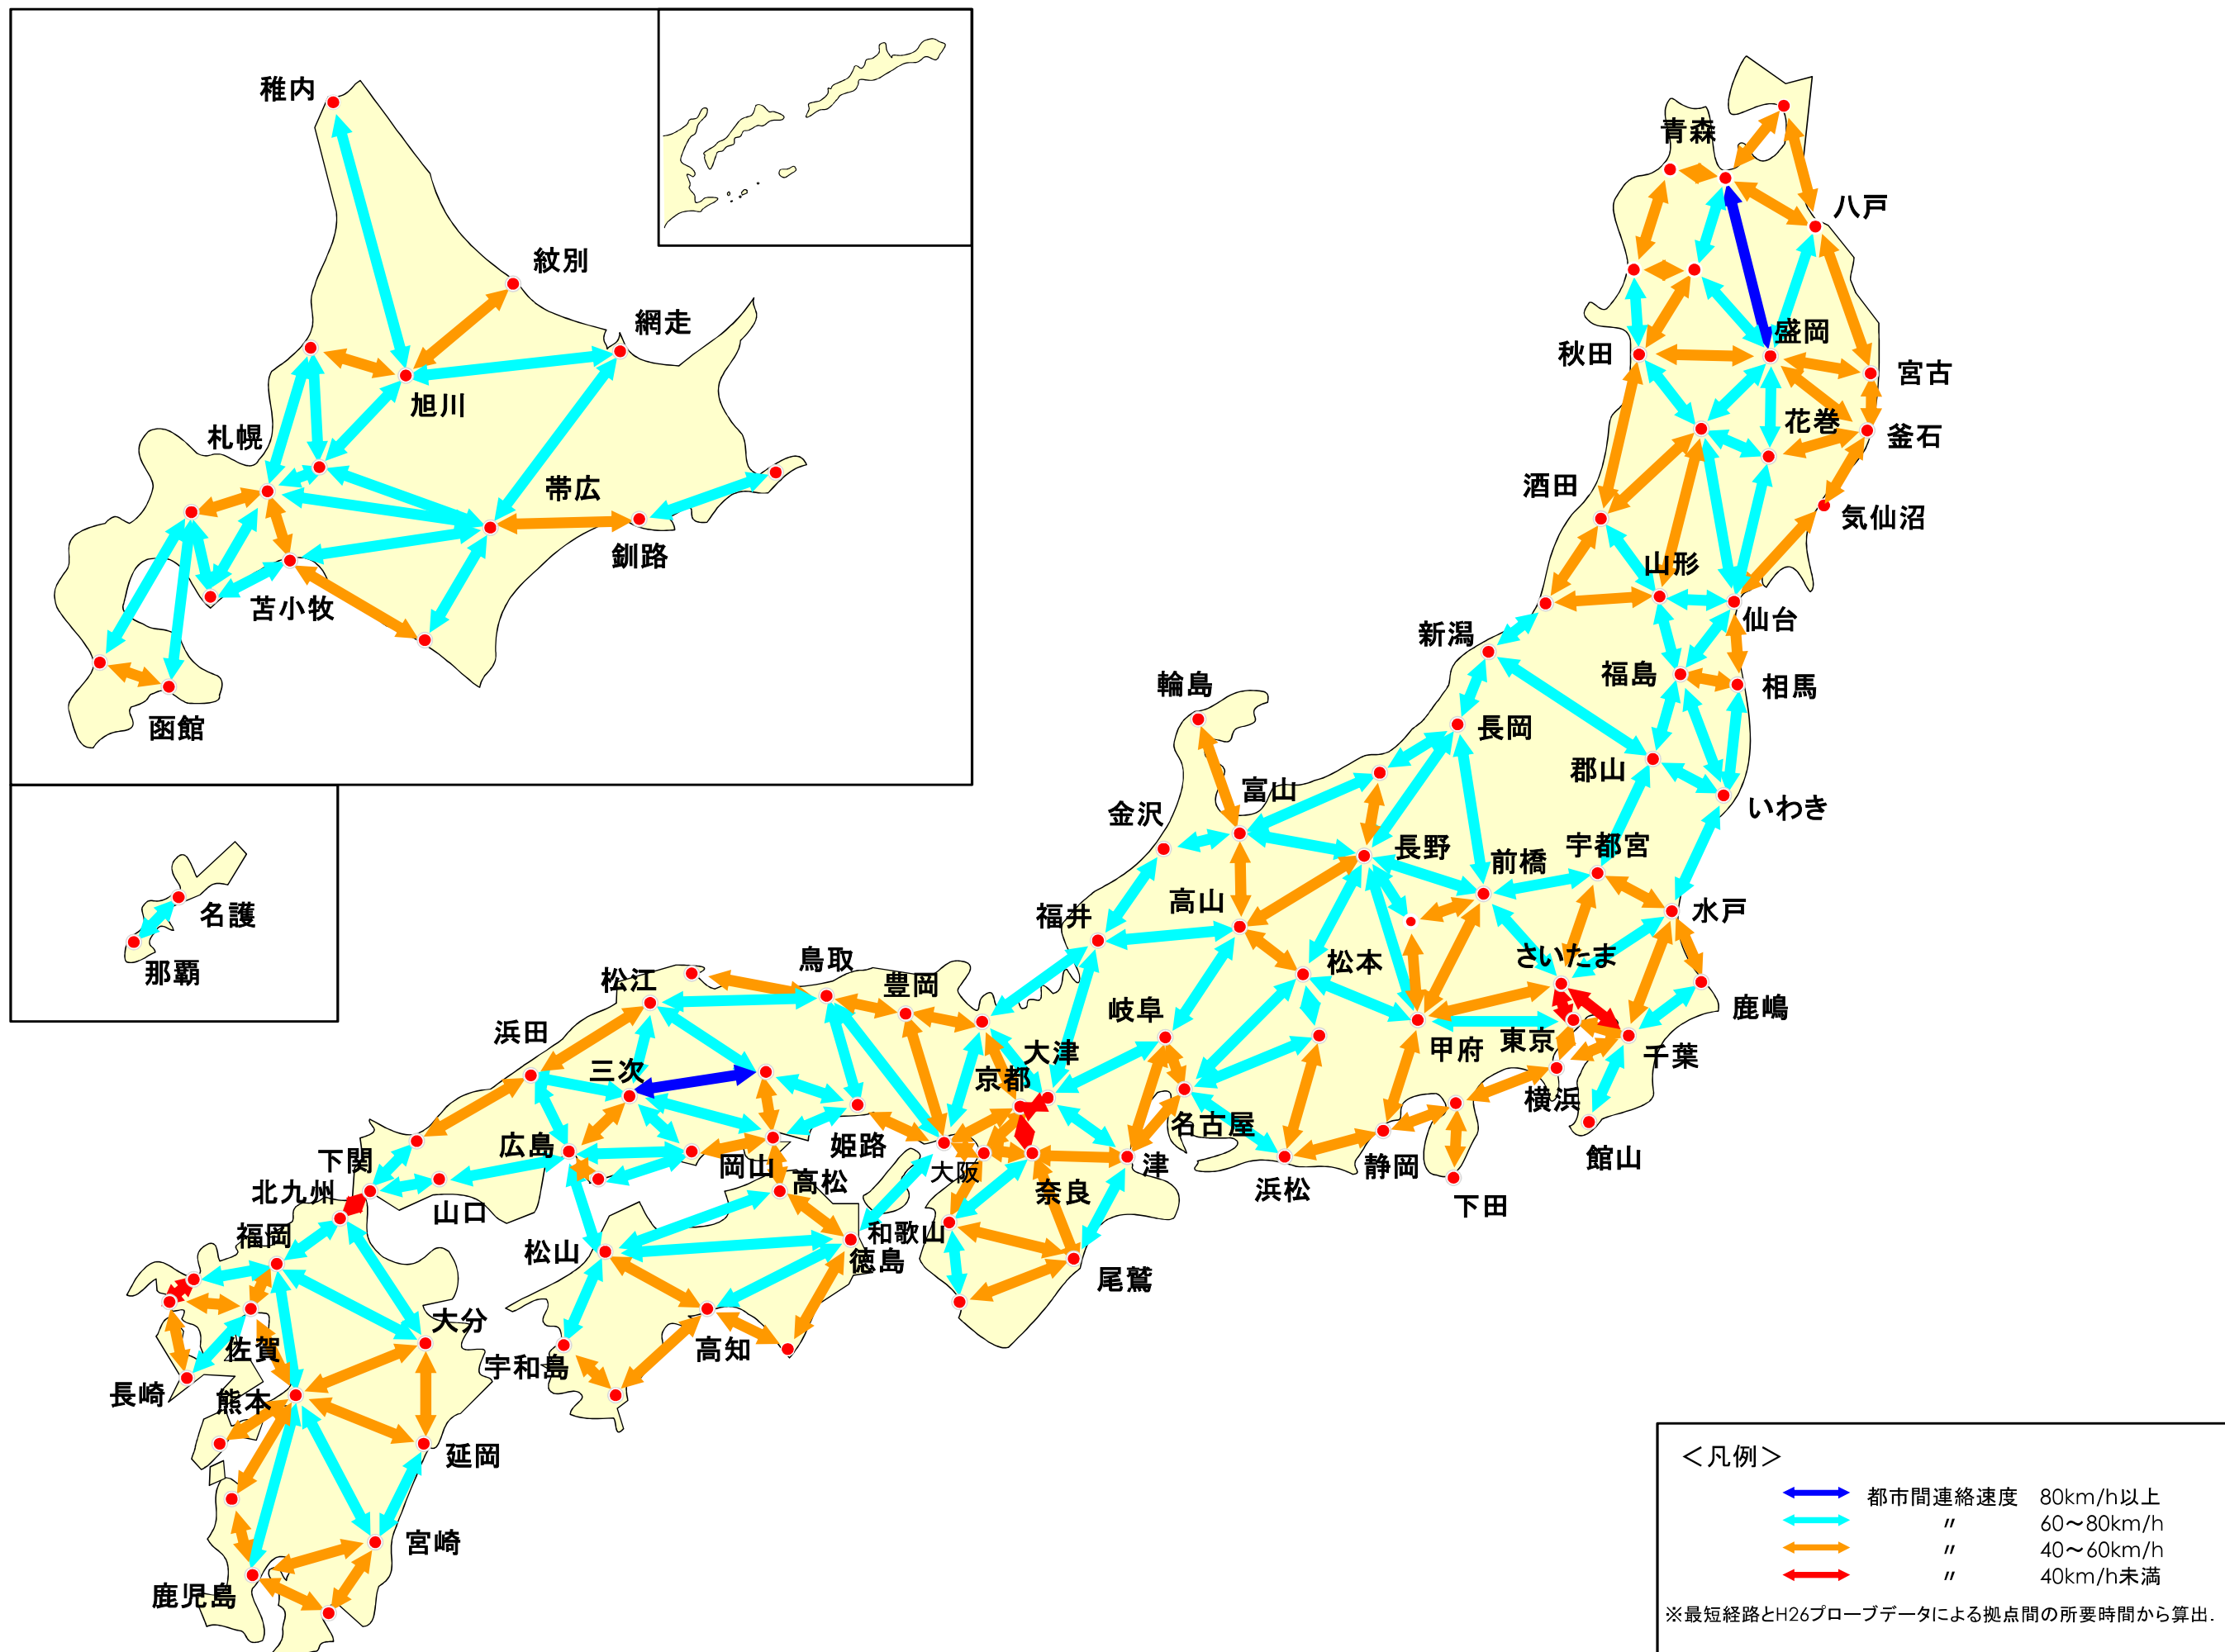 稚内
紋別
網走
旭川
札幌
帯広
釧路
苫小牧
函館
名護
那覇
青森
八戸
盛岡
秋田
宮古
花巻
釜石
酒田
気仙沼
山形
仙台
新潟
福島
相馬
輪島
長岡
郡山
富山
いわき
金沢
長野
前橋
宇都宮
高山
福井
水戸
松本
さいたま
鳥取
松江
豊岡
岐阜
鹿嶋
浜田
大津
甲府
東京
千葉
三次
京都
横浜
名古屋
広島
姫路
館山
下関
岡山
大阪
津
静岡
北九州
高松
奈良
浜松
下田
山口
福岡
和歌山
松山
徳島
尾鷲
大分
佐賀
高知
宇和島
長崎
熊本
延岡
宮崎
鹿児島
<凡例>
都市間連絡速度 80km/h以上
〃 60~80km/h
〃 40~60km/h
〃 40km/h未満
※最短経路とH26プローブデータによる拠点間の所要時間から算出.